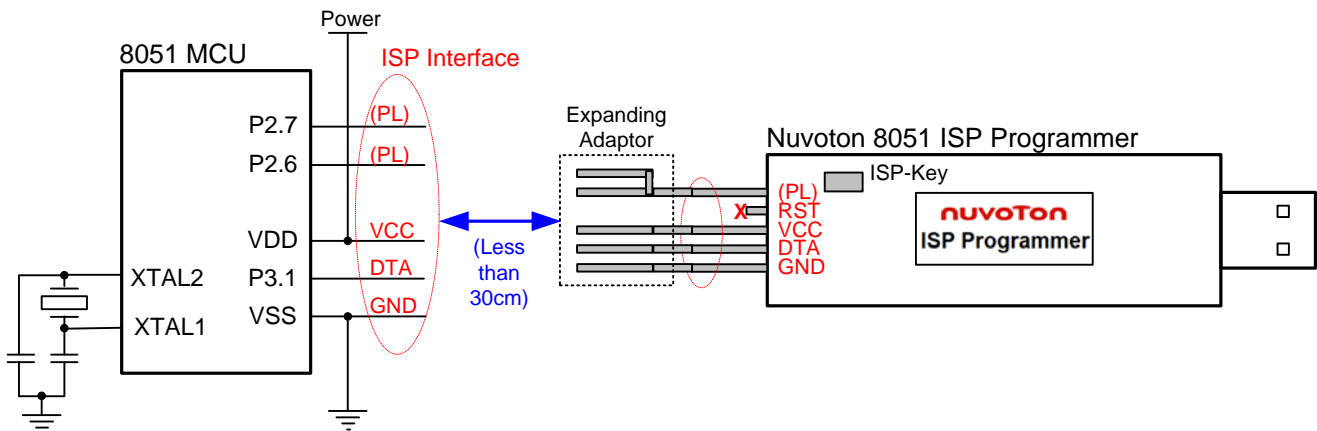 Power
8051 MCU
ISP Interface
P2.7
(PL)
P2.6
(PL)
VDD
VCC
P3.1
DTA
VSS
GND
XTAL2
XTAL1
(Less
than
30cm)
Expanding
Adaptor
Nuvoton 8051 ISP Programmer
ISP-Key
(PL)
X
RST
VCC
DTA
GND
nuvoTon
ISP Programmer